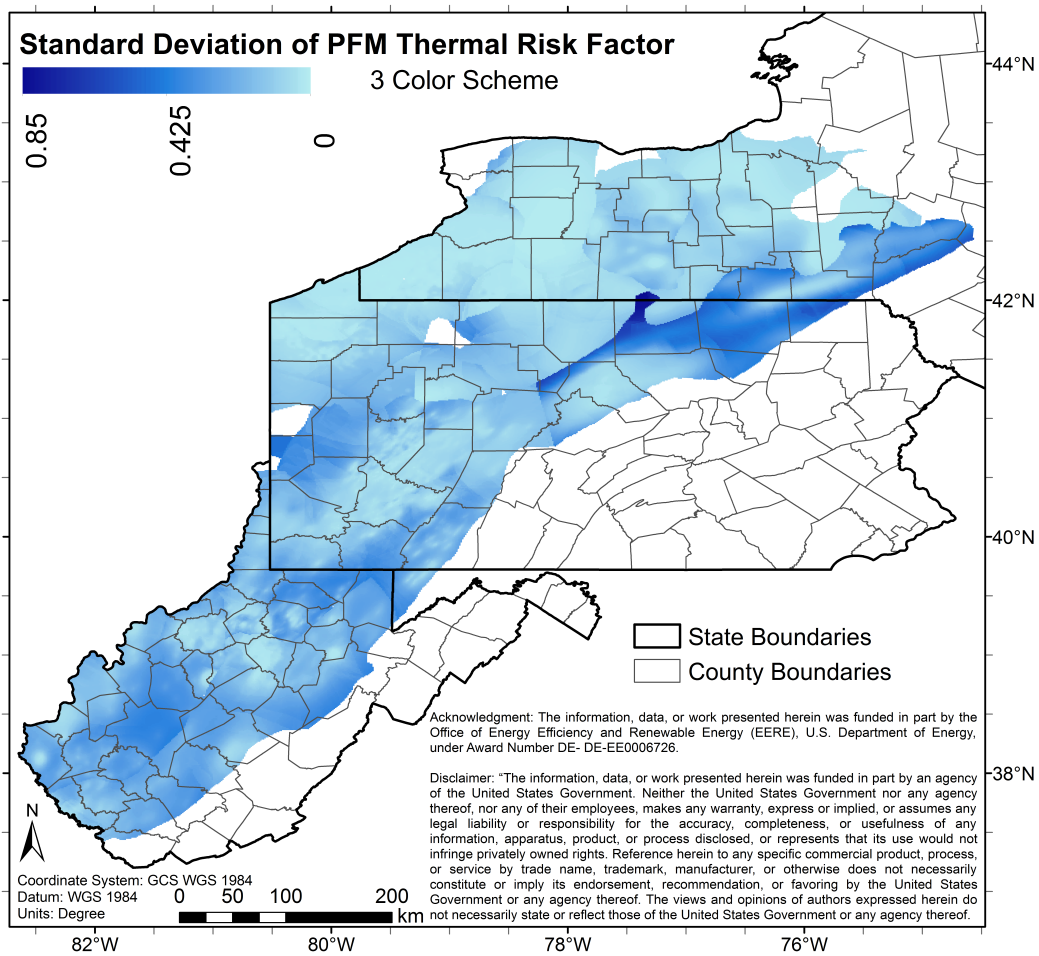 Standard Deviation of PFM Thermal Risk Factor
3 Color Scheme
0.85
0.425
0
44°N
42°N
40°N
38°N
State Boundaries
County Boundaries
Acknowledgment: The information, data, or work presented herein was funded in part by the
Office of Energy Efficiency and Renewable Energy (EERE), U.S. Department of Energy,
under Award Number DE- DE-EE0006726.
Disclaimer: “The information, data, or work presented herein was funded in part by an agency
of the United States Government. Neither the United States Government nor any agency
thereof, nor any of their employees, makes any warranty, express or implied, or assumes any
legal liability or responsibility for the accuracy, completeness, or usefulness of any
information, apparatus, product, or process disclosed, or represents that its use would not
infringe privately owned rights. Reference herein to any specific commercial product, process,
or service by trade name, trademark, manufacturer, or otherwise does not necessarily
constitute or imply its endorsement, recommendation, or favoring by the United States
Government or any agency thereof. The views and opinions of authors expressed herein do
not necessarily state or reflect those of the United States Government or any agency thereof.
N
Coordinate System: GCS WGS 1984
Datum: WGS 1984
Units: Degree
0 50 100 200
km
82°W 80°W 78°W 76°W